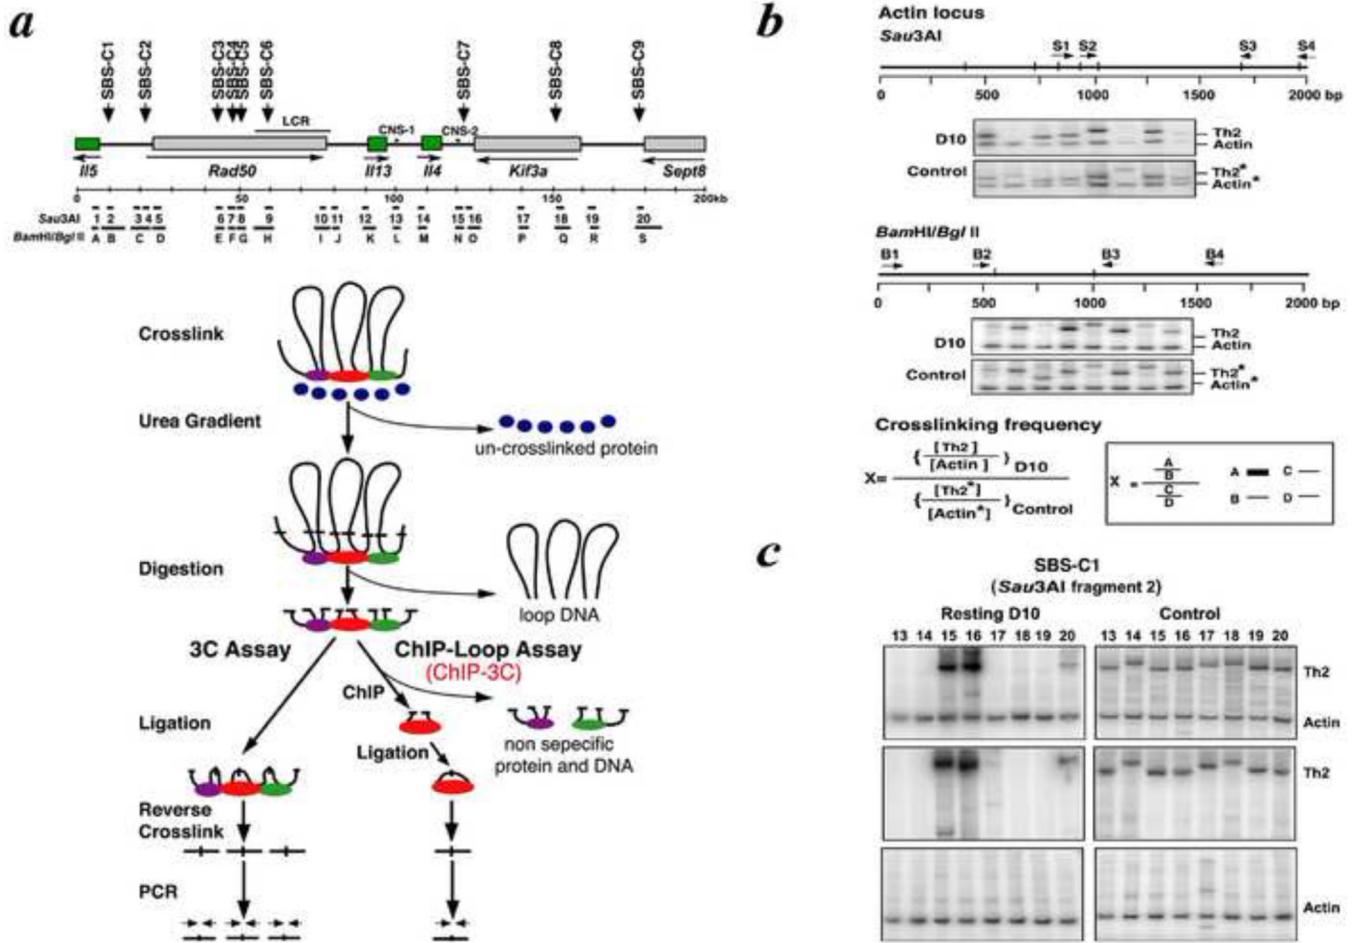 a
SBS-C1
SBS-C2
SBS-C3
SBS-C4
SBS-C5
SBS-C6
SBS-C7
SBS-C8
SBS-C9
LCR
CNS-1
CNS-2
Il5 Rad50 Il13 Il4 Kif3a Sept8
0 50 100 150 200kb
Sau3AI 1 2 3 4 5 6 7 8 9 10 11 12 13 14 15 16 17 18 19 20
BamHI/Bgl II A B C D E F G H I J K L M N O P Q R S
Crosslink
Urea Gradient
un-crosslinked protein
Digestion
loop DNA
3C Assay
ChIP-Loop Assay
(ChIP-3C)
ChIP
Ligation
Ligation
non sepecific
protein and DNA
Reverse
Crosslink
PCR
b
Actin locus
Sau3AI
S1 S2 S3 S4
0 500 1000 1500 2000 bp
D10
Th2
Actin
Control
Th2*
Actin*
BamHI/Bgl II
B1 B2 B3 B4
0 500 1000 1500 2000 bp
D10
Th2
Actin
Control
Th2*
Actin*
Crosslinking frequency
X= { [Th2] / [Actin] } D10
{ [Th2*] / [Actin*] } Control
X = A B C D
A C
B D
c
SBS-C1
(Sau3AI fragment 2)
Resting D10 Control
13 14 15 16 17 18 19 20 13 14 15 16 17 18 19 20
Th2
Actin
Th2
Actin